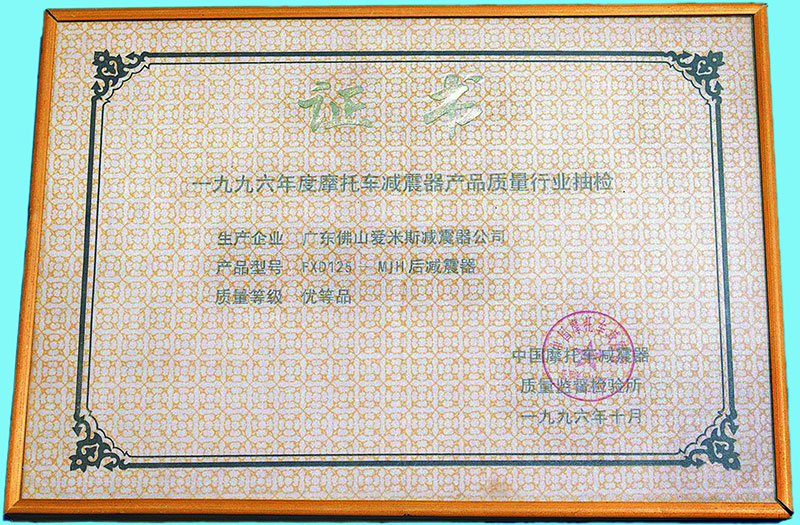 证书
一九九六年度摩托车减震器产品质量行业抽检
生产企业 广东佛山爱米斯减震器公司
产品型号 FXD125-MJH后减震器
质量等级 优等品
中国摩托车减震器
质量监督检验所
一九九六年十月